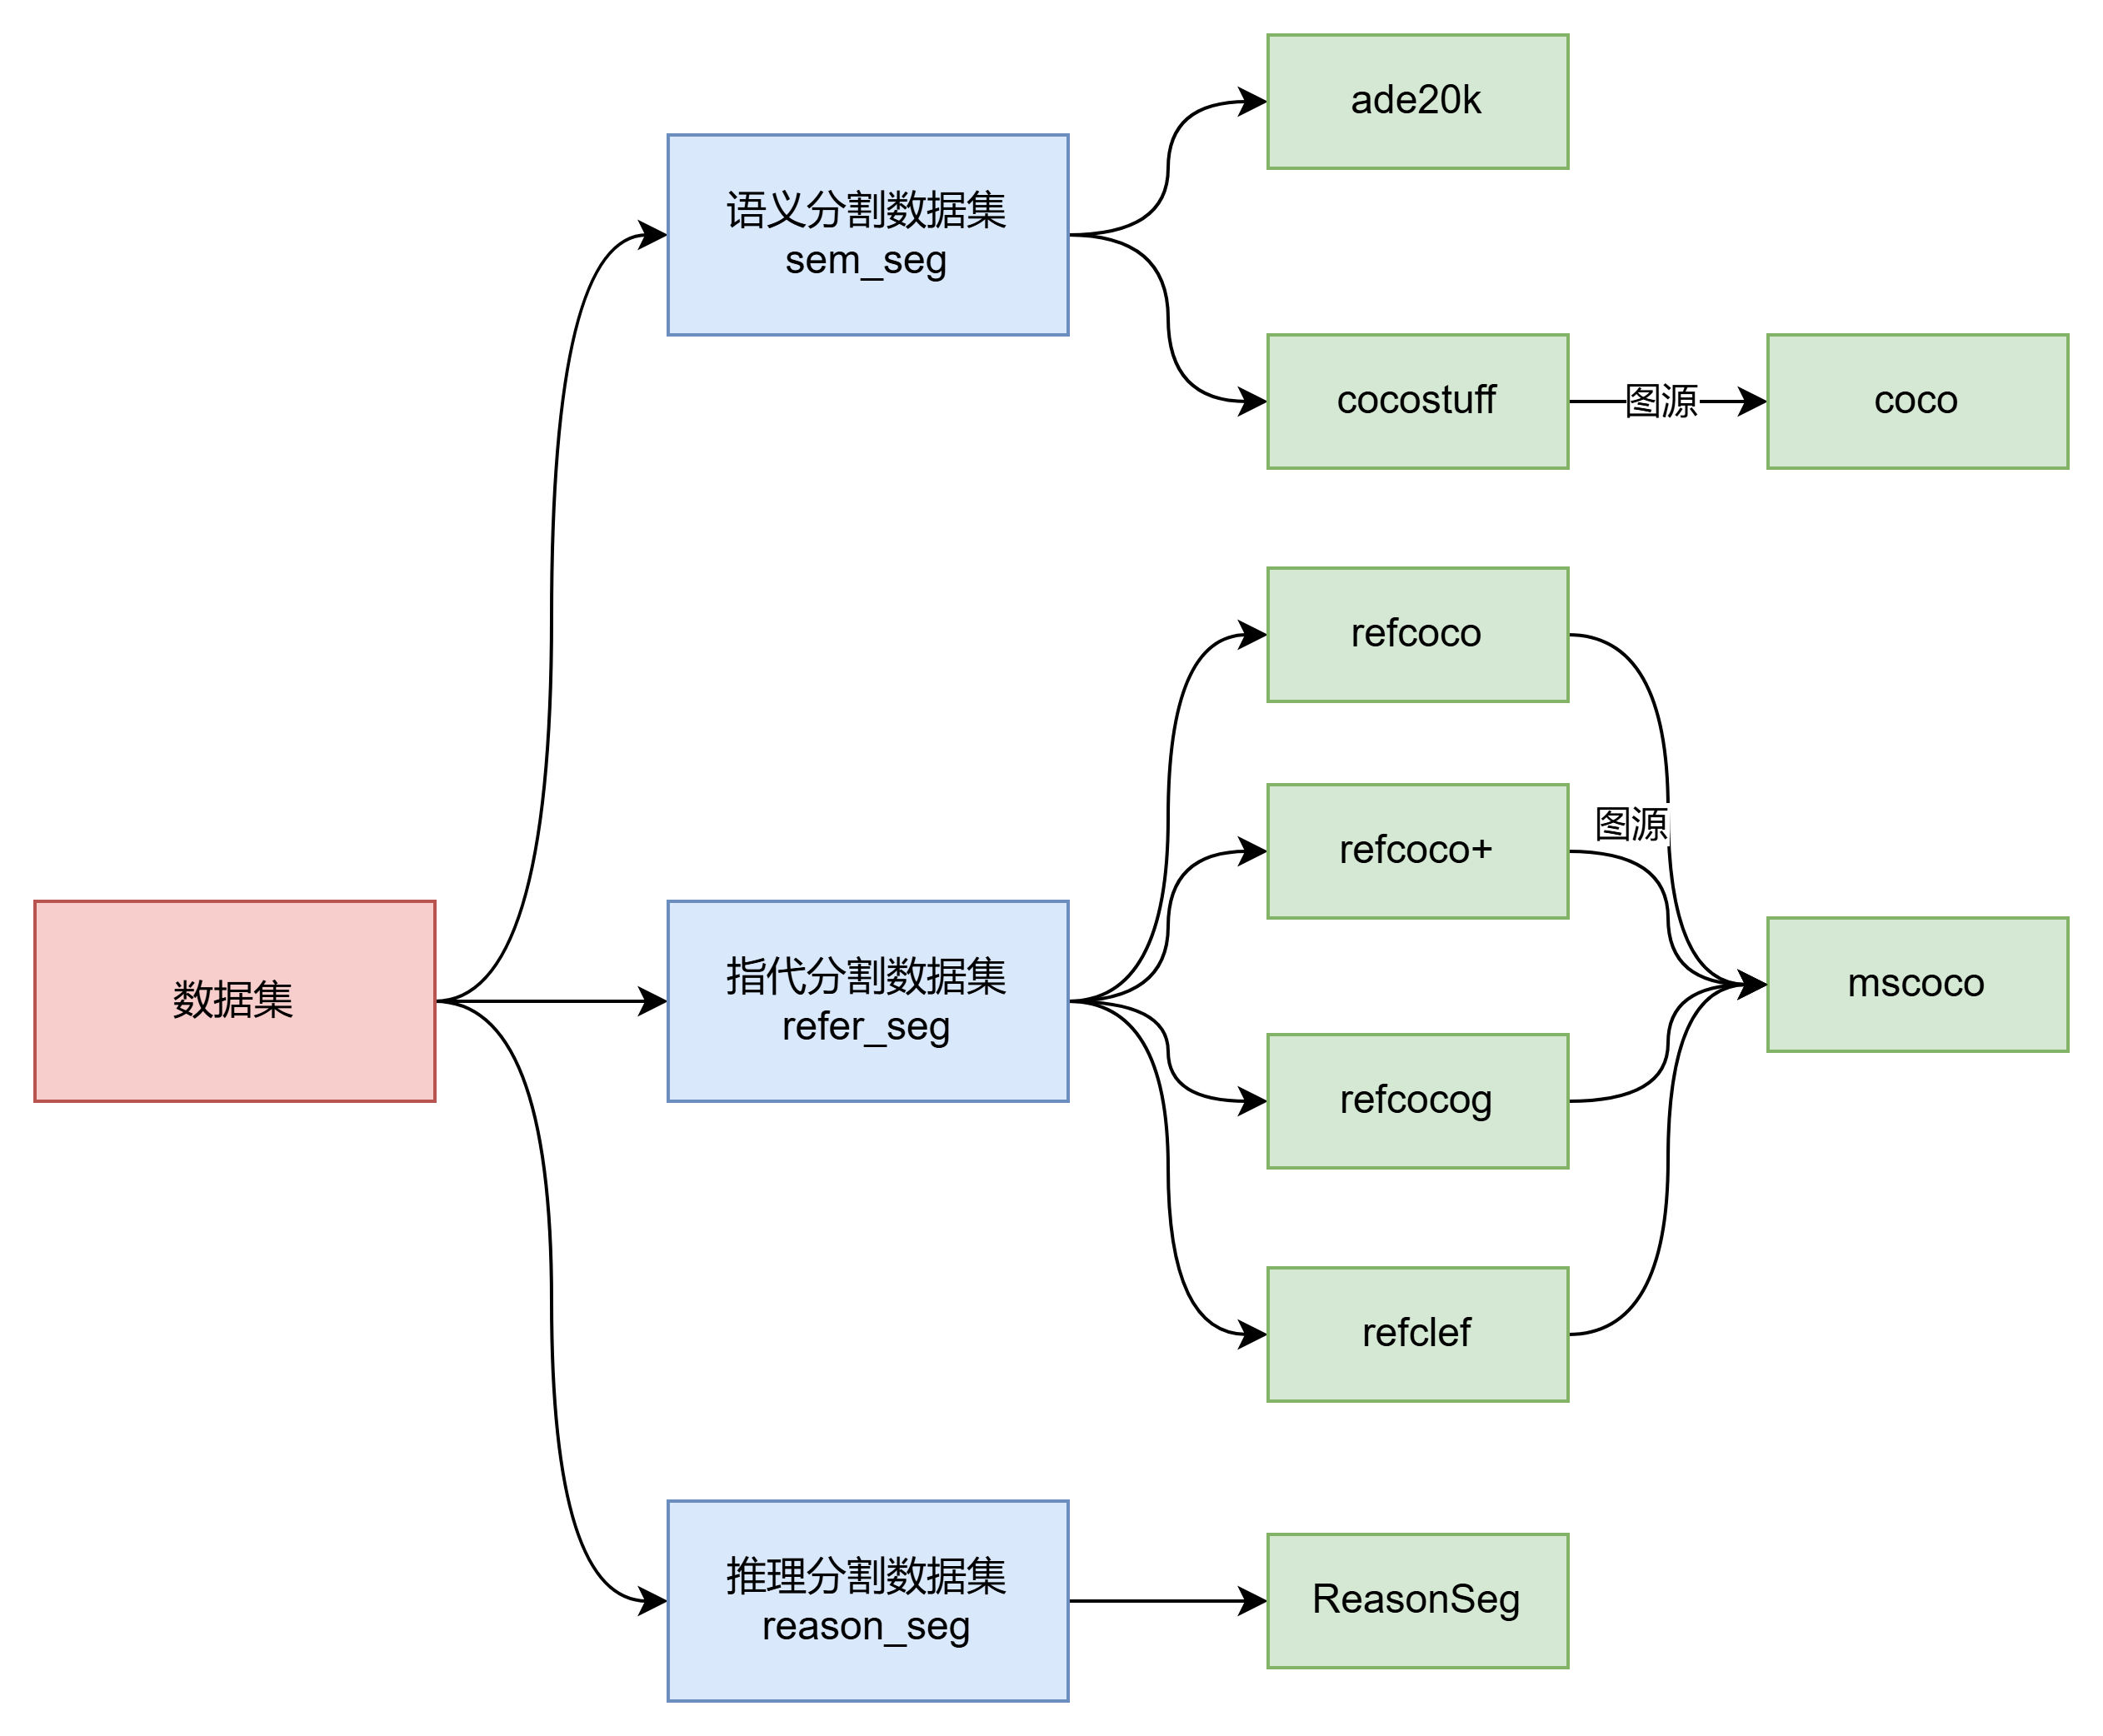 数据集
语义分割数据集
sem_seg
ade20k
cocostuff
图源
coco
指代分割数据集
refer_seg
refcoco
refcoco+
refcocog
refclef
图源
mscoco
推理分割数据集
reason_seg
ReasonSeg